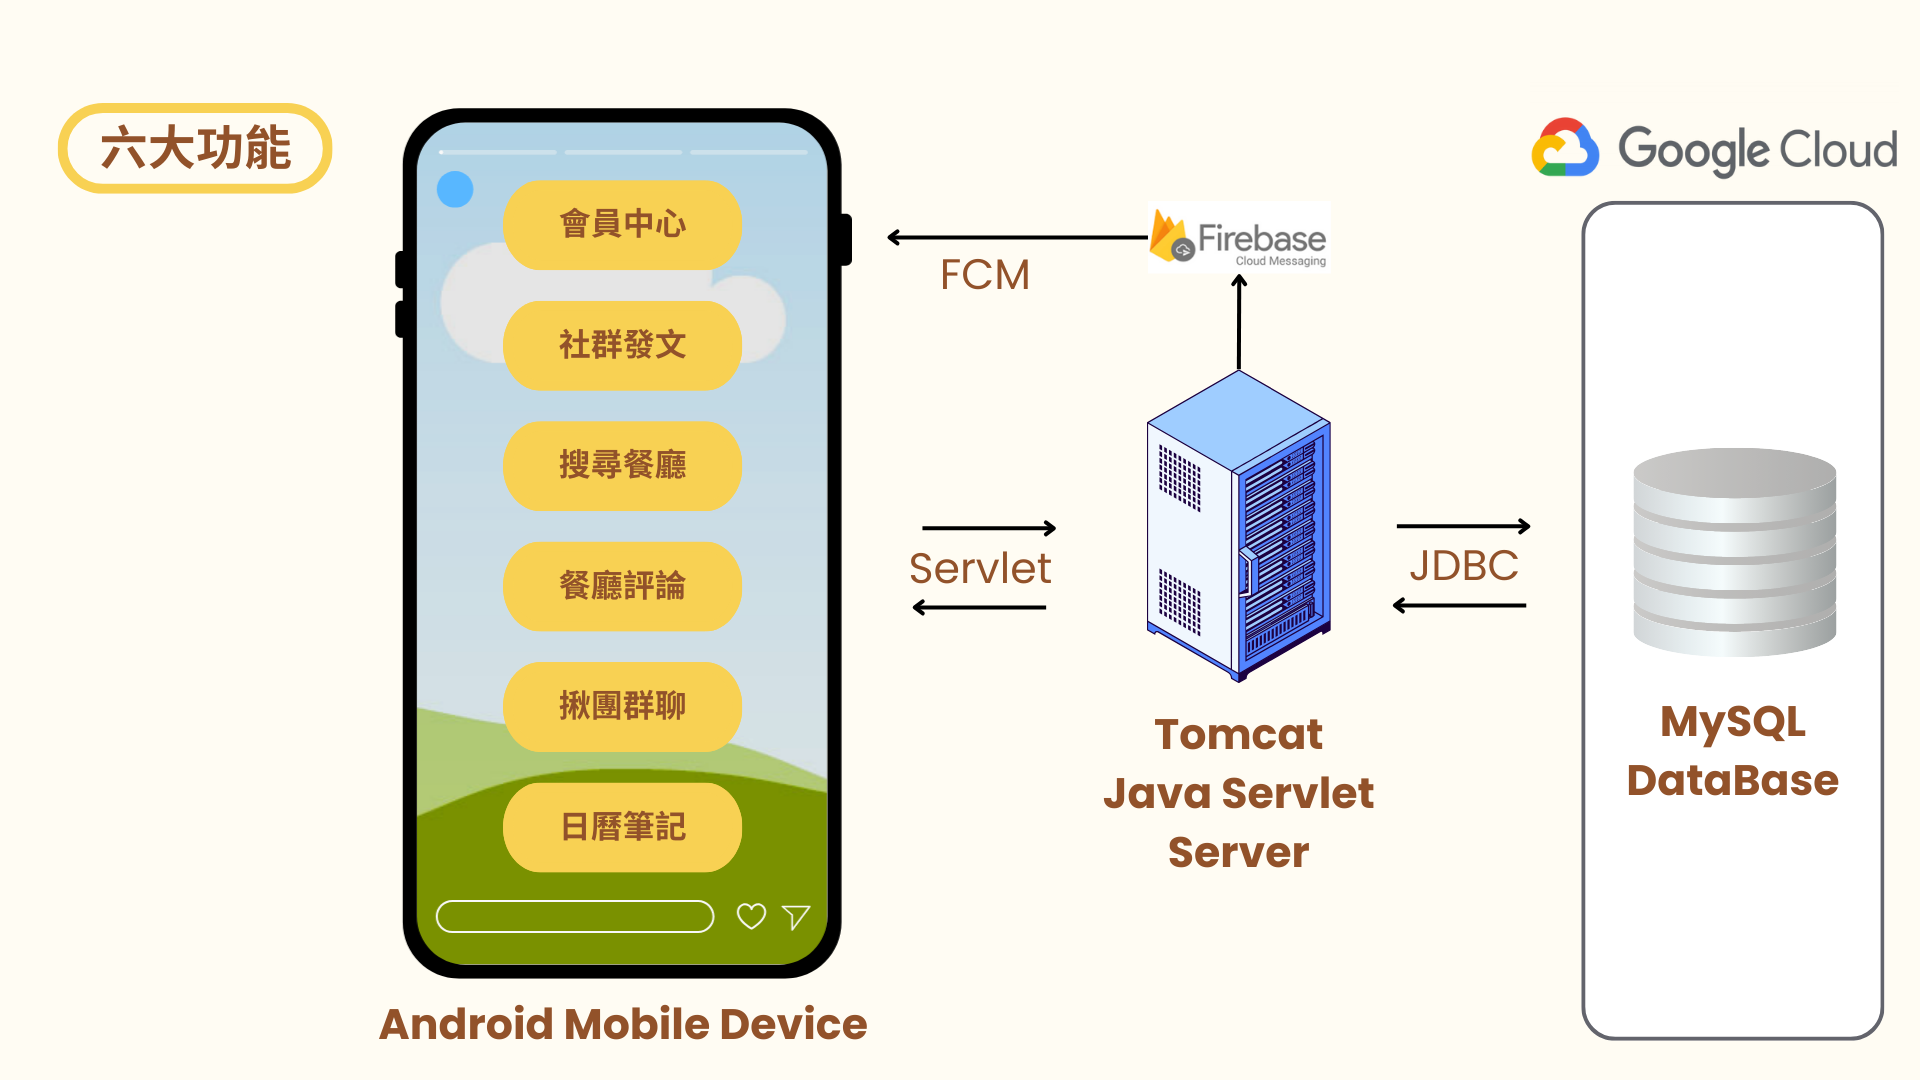 六大功能
會員中心
社群發文
搜尋餐廳
餐廳評論
揪團群聊
日曆筆記
Android Mobile Device
FCM
Firebase
Cloud Messaging
Servlet
Tomcat
Java Servlet
Server
JDBC
Google Cloud
MySQL
DataBase